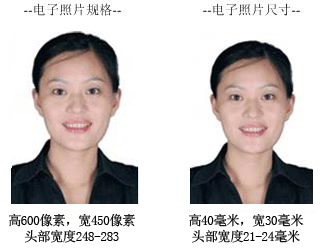 --电子照片规格--
--电子照片尺寸--
高600像素，宽450像素
头部宽度248-283
高40毫米，宽30毫米
头部宽度21-24毫米